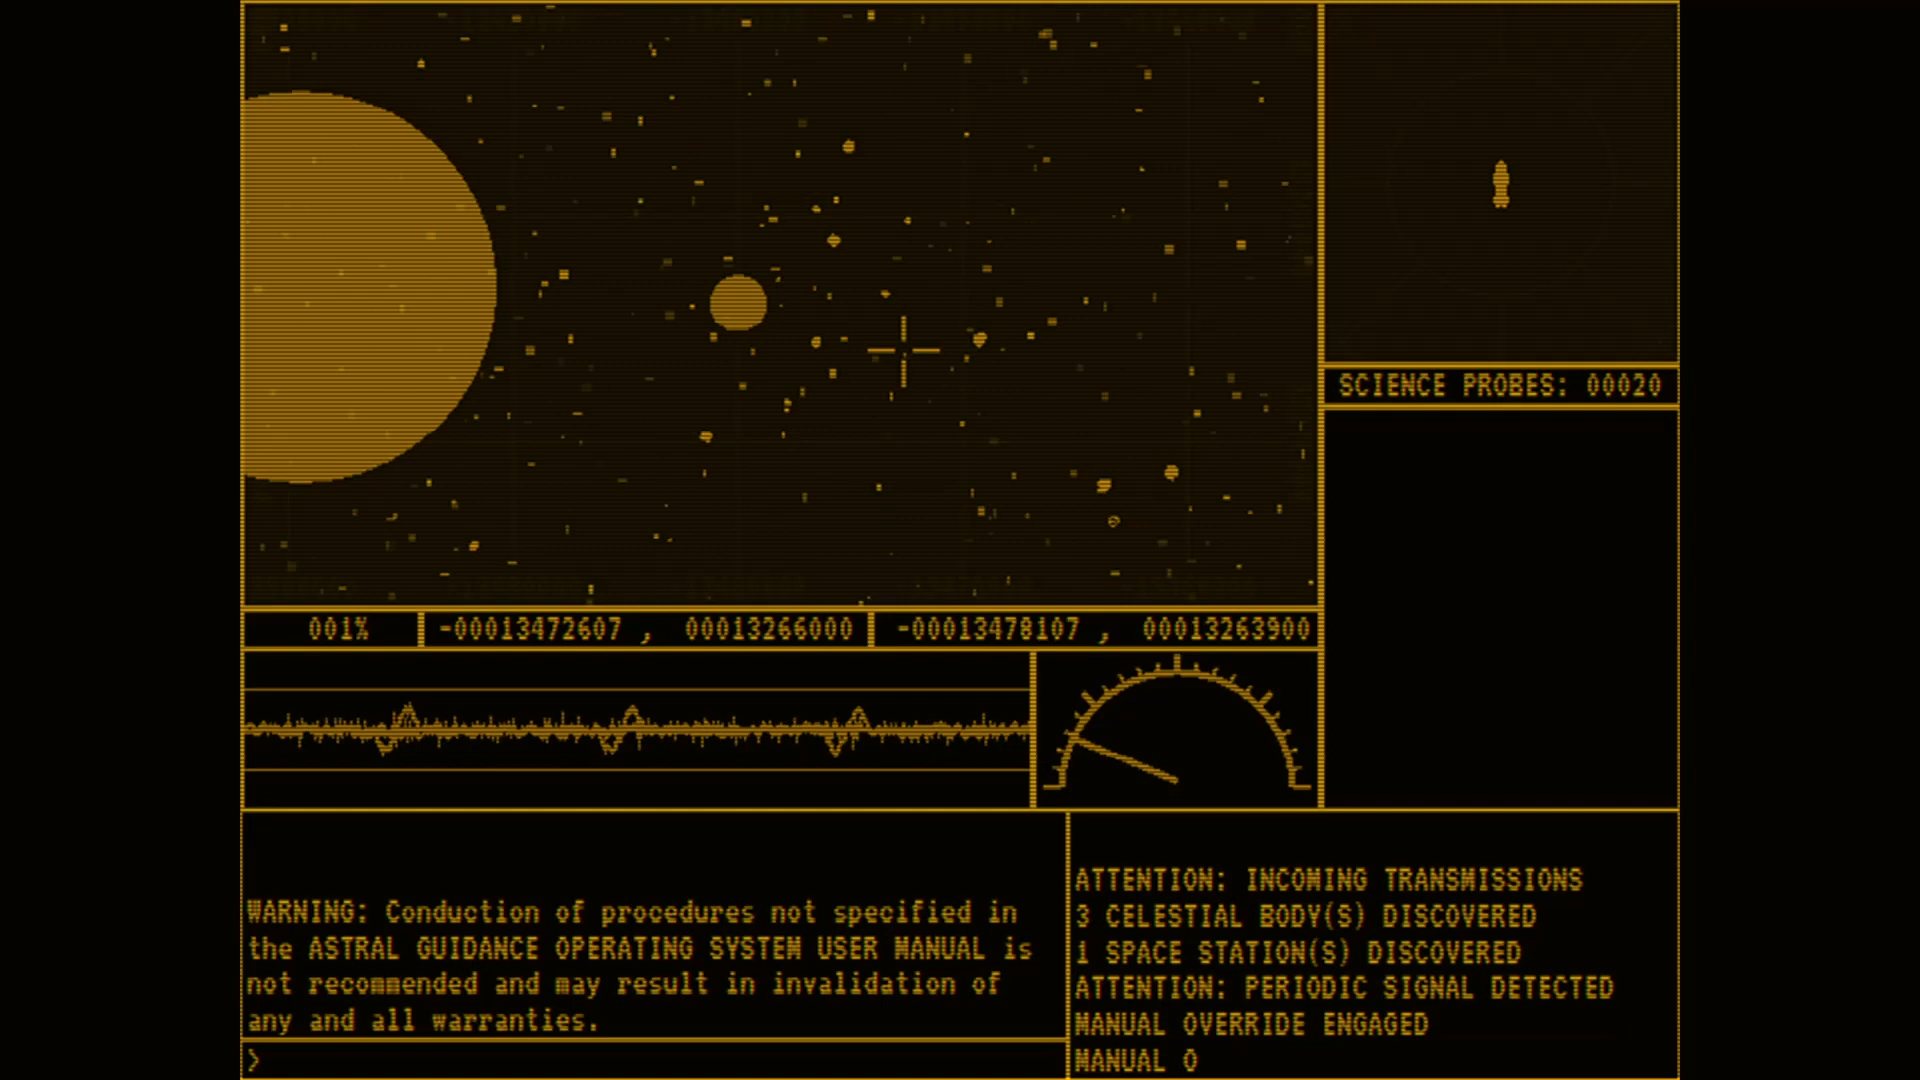 SCIENCE PROBES: 00020
001% -00013472607 , 00013266000 -00013478107 , 00013263900
WARNING: Conduction of procedures not specified in
the ASTRAL GUIDANCE OPERATING SYSTEM USER MANUAL is
not recommended and may result in invalidation of
any and all warranties.
>
ATTENTION: INCOMING TRANSMISSIONS
3 CELESTIAL BODY(S) DISCOVERED
1 SPACE STATION(S) DISCOVERED
ATTENTION: PERIODIC SIGNAL DETECTED
MANUAL OVERRIDE ENGAGED
MANUAL O